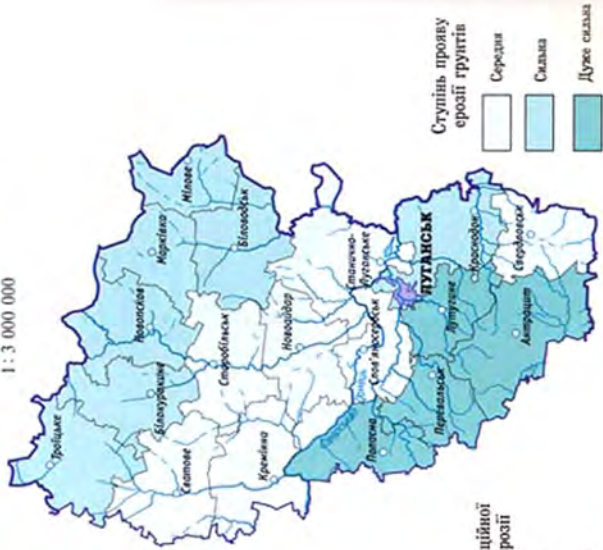 1 : 3 000 000
Троїцьке
Білокуракине
Новопсков
Марківка
Мілове
Біловодськ
Сватове
Старобільськ
Кремінна
Новоайдар
Станично-
Луганське
Слов'яносербськ
ЛУГАНСЬК
Попасна
Перевальськ
Лутугине
Краснодон
Антрацит
Свердловськ
Ступінь прояву
ерозії ґрунтів
Середня
Сильна
Дуже сильна
ційної
розії